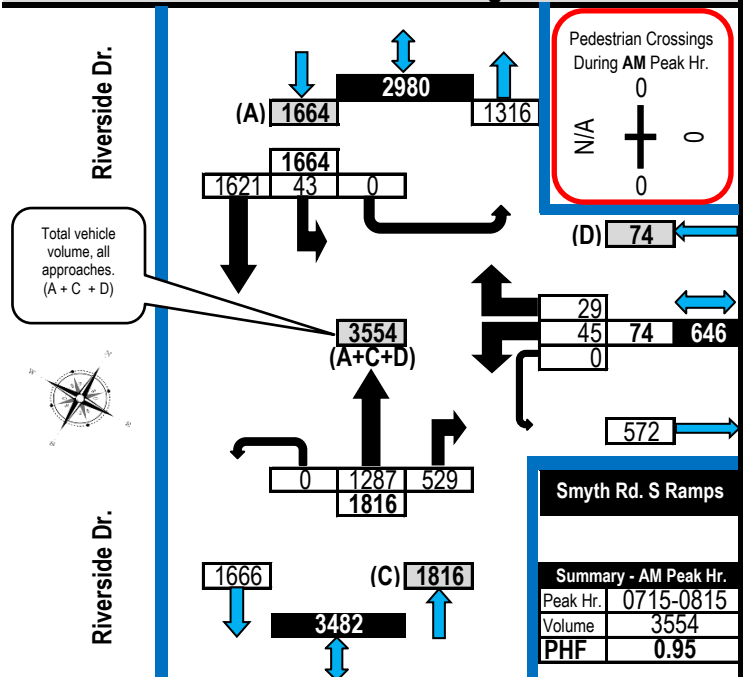 Riverside Dr.
2980
(A) 1664
1316
1664
1621 43 0
Pedestrian Crossings
During AM Peak Hr.
0
N/A
0
0
(D) 74
Total vehicle
volume, all
approaches.
(A + C + D)
3554
(A+C+D)
29
45 74 646
0
572
0 1287 529
1816
Riverside Dr.
1666
(C) 1816
3482
Smyth Rd. S Ramps
Summary - AM Peak Hr.
Peak Hr. 0715-0815
Volume 3554
PHF 0.95